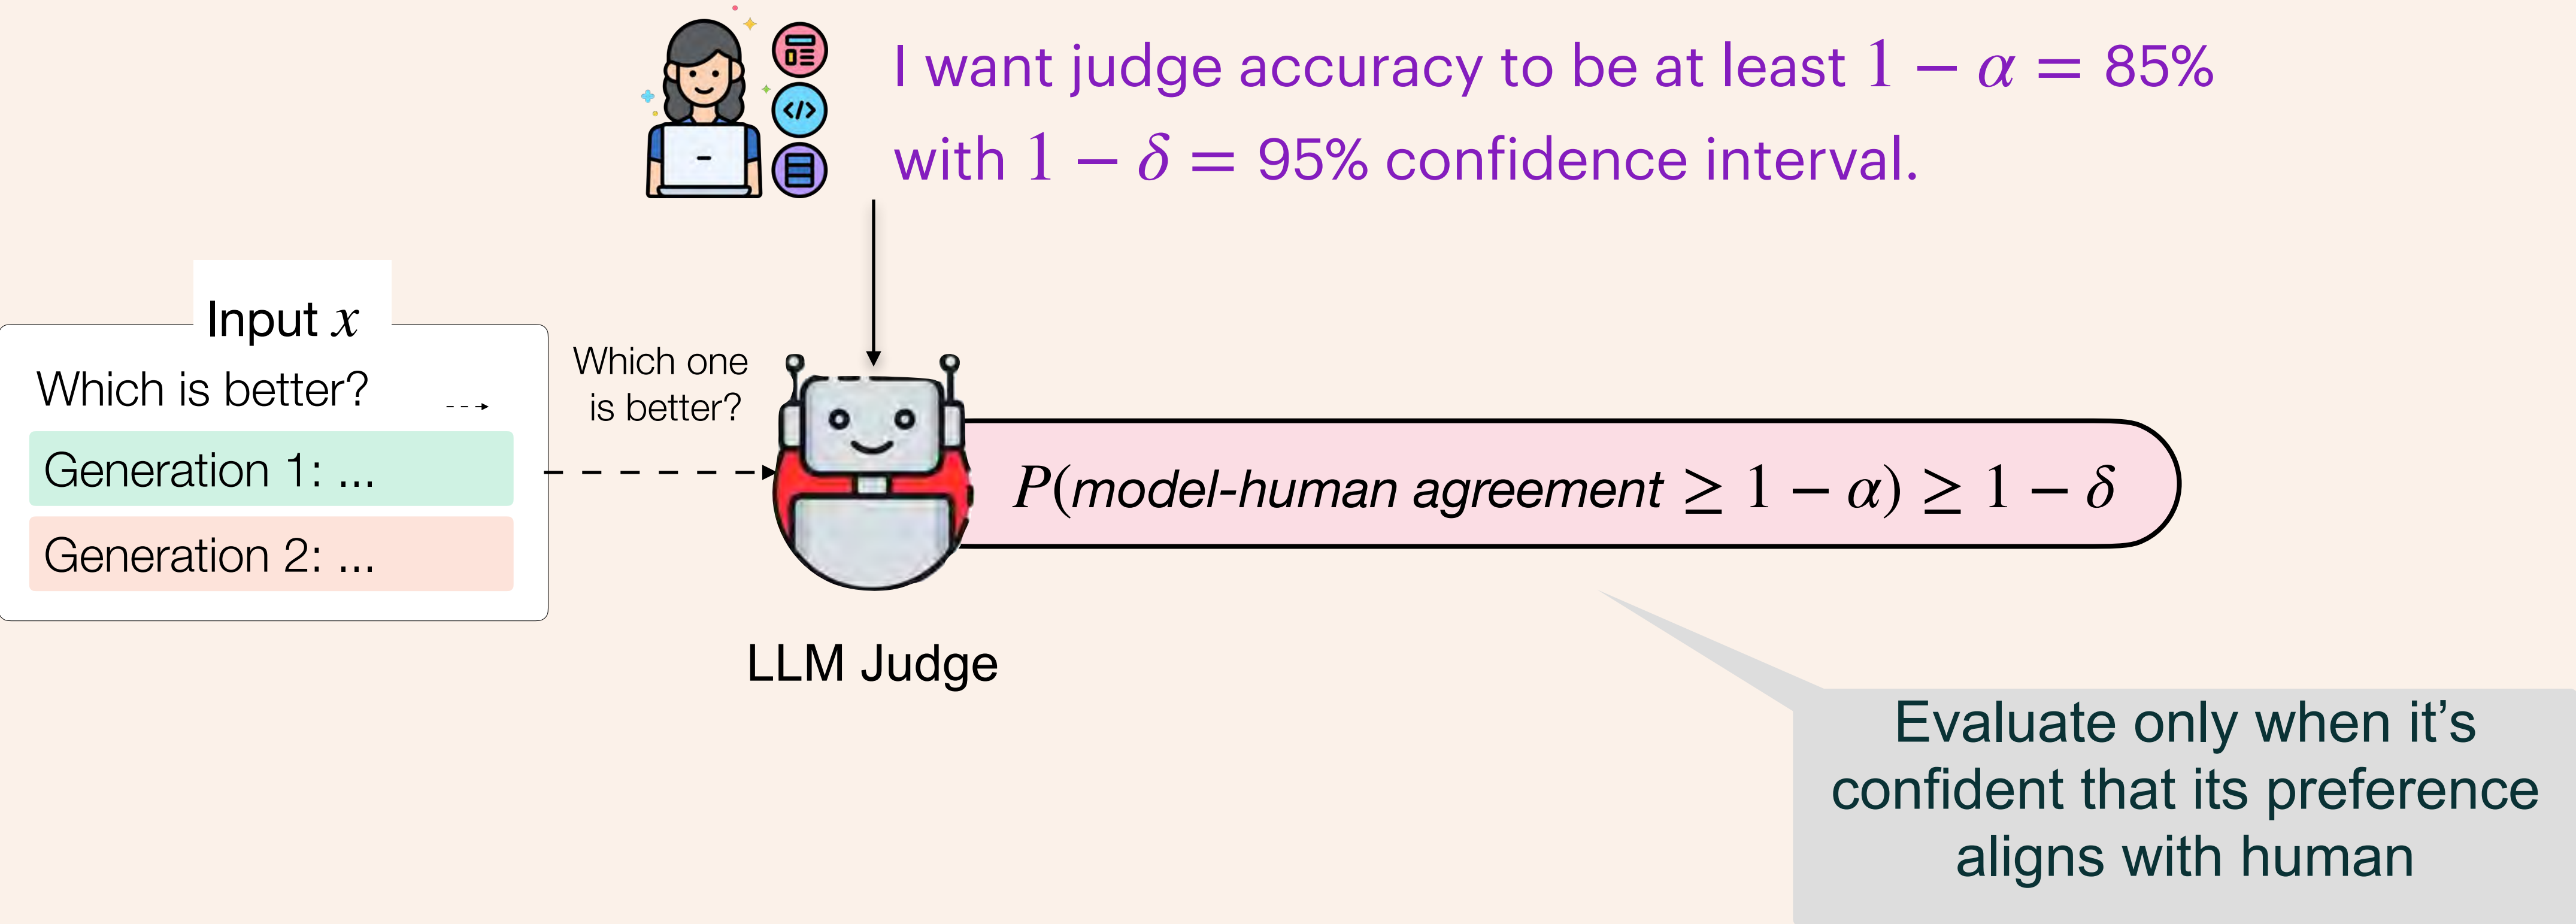 I want judge accuracy to be at least 1 − α = 85%
with 1 − δ = 95% confidence interval.
Input x
Which is better?
Generation 1: ...
Generation 2: ...
Which one
is better?
</>
P(model-human agreement ≥ 1 − α) ≥ 1 − δ
LLM Judge
Evaluate only when it’s
confident that its preference
aligns with human